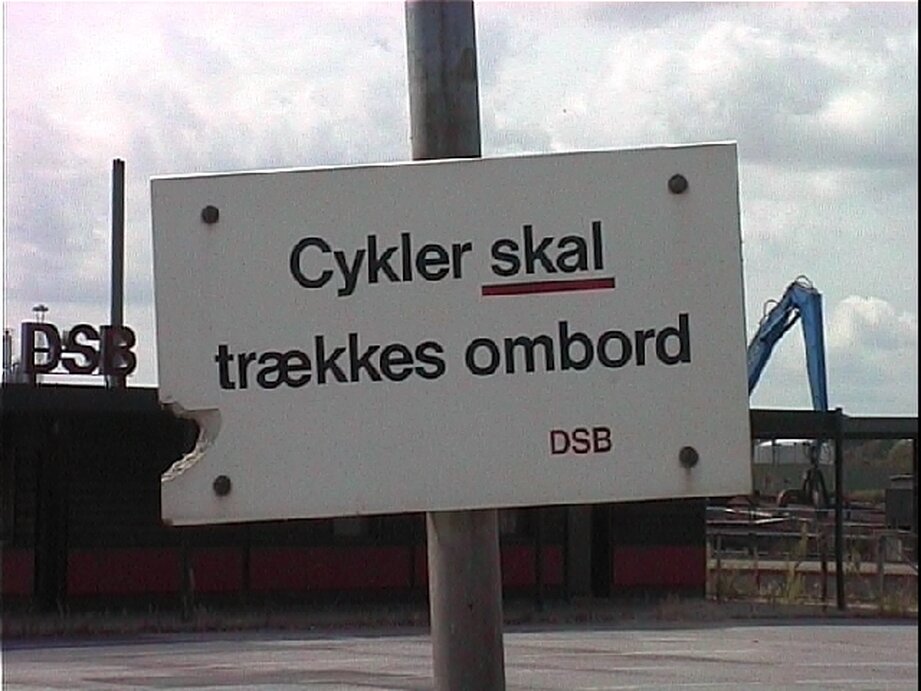 Cykler skal
trækkes ombord
DSB
DSB